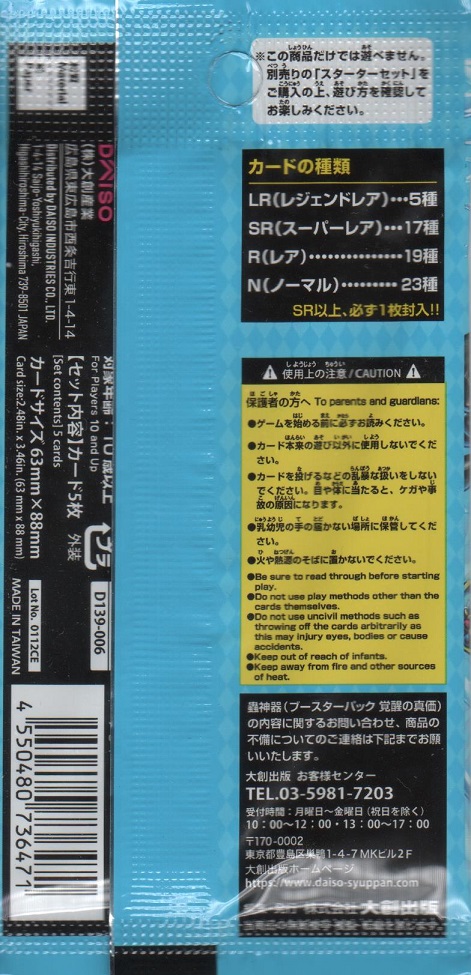 ※この商品だけでは遊べません。
別売りの「スターターセット」を
ご購入の上、遊び方を確認して
お楽しみください。
カードの種類
LR(レジェンドレア)…5種
SR(スーパーレア)…17種
R(レア)……………19種
N(ノーマル)………23種
SR以上、必ず1枚封入!!
使用上の注意/CAUTION
保護者の方へ To parents and guardians:
●ゲームを始める前に必ずお読みください。
●カード本来の遊び以外に使用しないでくだ
さい。
●カードを投げるなどの乱暴な扱いをしない
でください。目や体に当たると、ケガや事
故の原因になります。
●乳幼児の手の届かない場所に保管してくだ
さい。
●火や熱源のそばに置かないでください。
●Be sure to read through before starting
play.
●Do not use play methods other than the
cards themselves.
●Do not use uncivil methods such as
throwing off the cards arbitrarily as
this may injury eyes, bodies or cause
accidents.
●Keep out of reach of infants.
●Keep away from fire and other sources
of heat.
蟲神器(ブースターパック 覚醒の真価)
の内容に関するお問い合わせ、商品の
不備についてのご連絡は下記までお願
いいたします。
大創出版 お客様センター
TEL.03-5981-7203
受付時間:月曜日~金曜日(祝日を除く)
10:00~12:00・13:00~17:00
〒170-0002
東京都豊島区巣鴨1-4-7 MKビル2F
大創出版ホームページ
https://www.daiso-syuppan.com/
株式会社大創出版
Material
DAISO
(株)大創産業
広島県東広島市西条吉行東1-4-14
Distributed by DAISO INDUSTRIES CO., LTD.
1-4-14, Saijo-Yoshiyukihigashi,
Higashihiroshima-City, Hiroshima 739-8501 JAPAN
対象年齢:10歳以上
For Players 10 and Up
【セット内容】カード5枚
[Set contents] 5 cards
カードサイズ 63mm×88mm
Card size:2.48in. x 3.46in. (63 mm x 88 mm)
外装
プラ
D139-006
Lot No. 0112CE
MADE IN TAIWAN
4 550480 736471